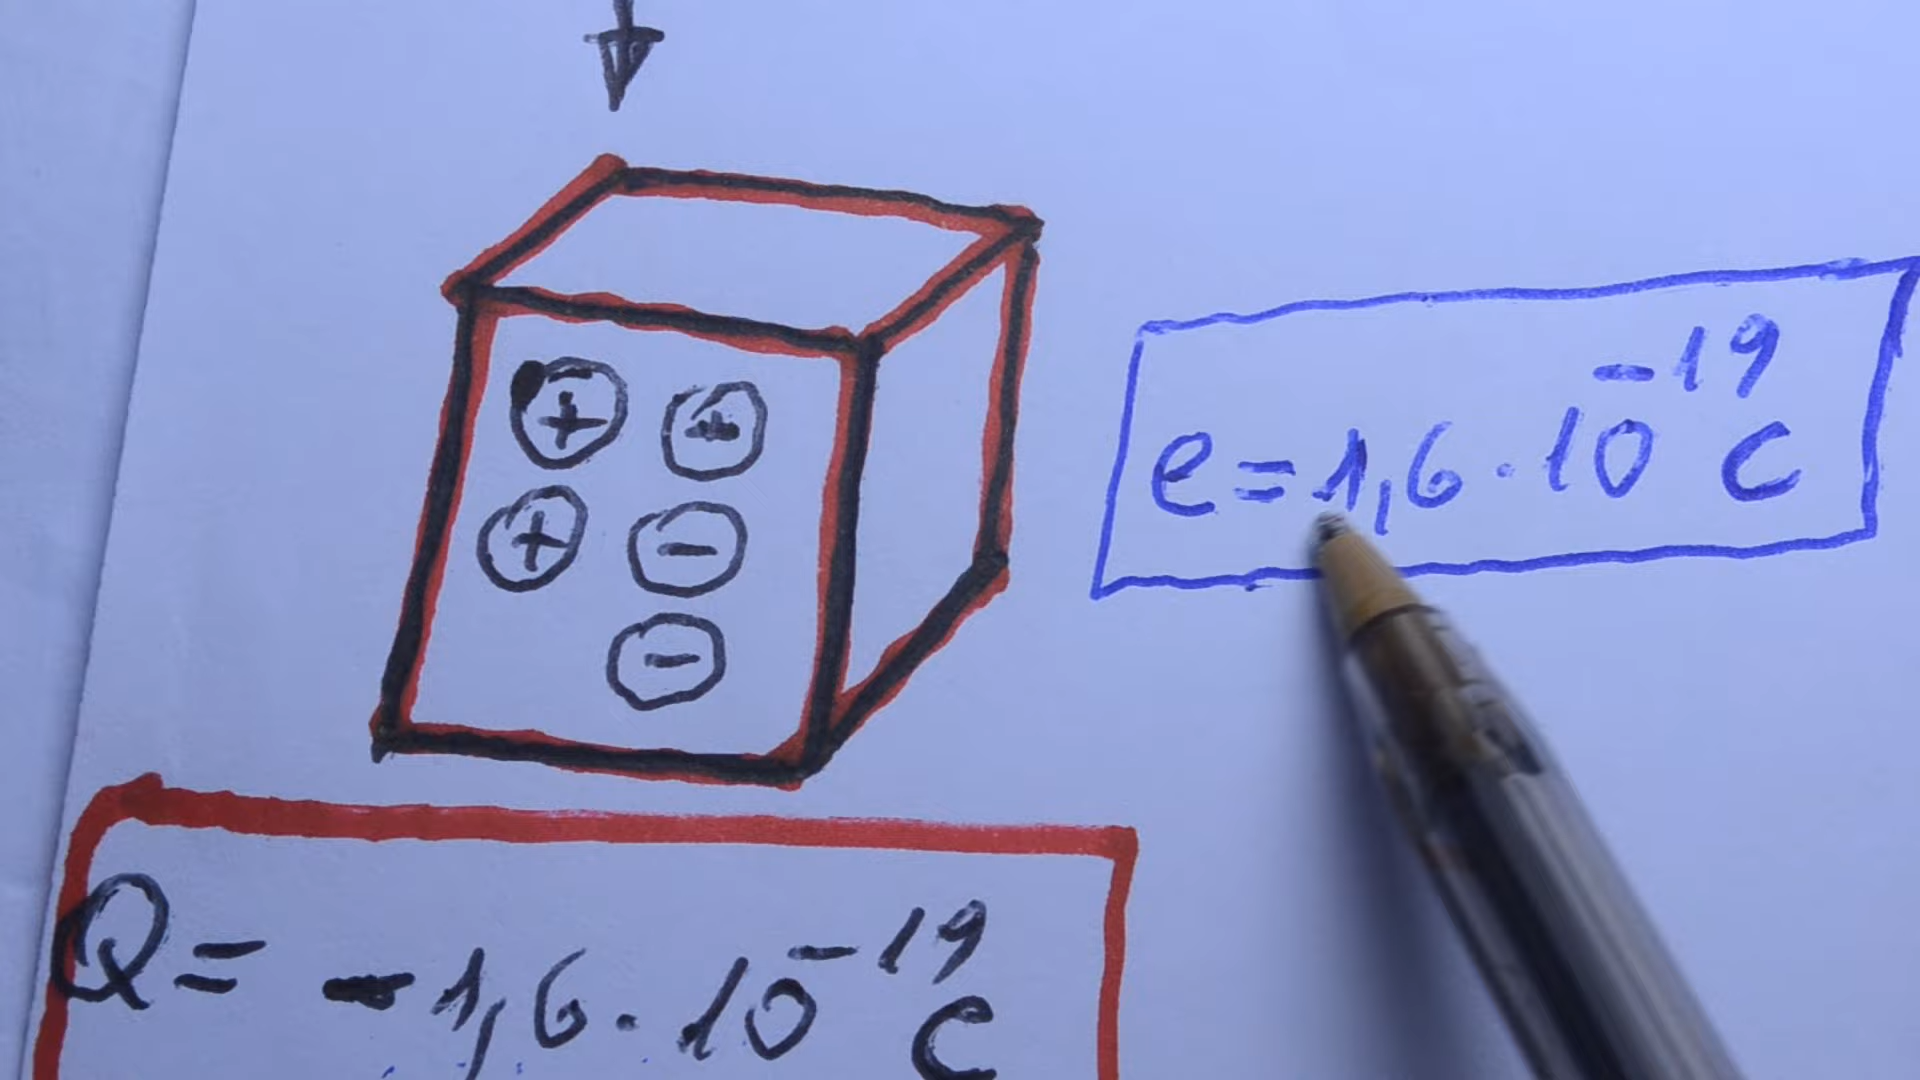 + +
+ -
-
e = 1,6 · 10⁻¹⁹ C
Q = -1,6 · 10⁻¹⁹ C